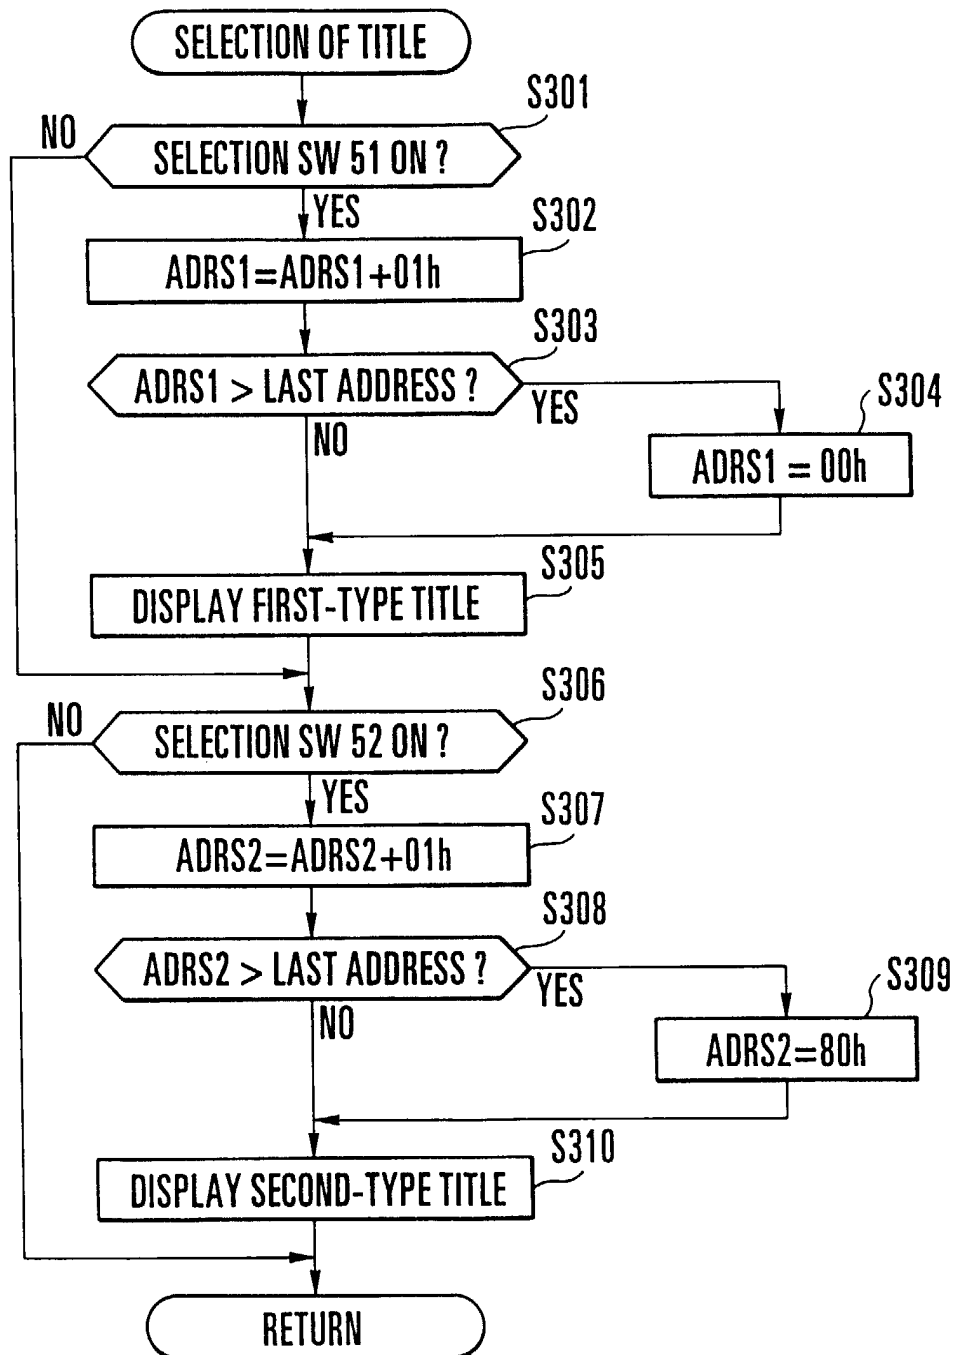 SELECTION OF TITLE
S301
NO
SELECTION SW 51 ON ?
YES
S302
ADRS1=ADRS1+01h
S303
ADRS1 > LAST ADDRESS ?
YES
NO
S304
ADRS1 = 00h
S305
DISPLAY FIRST-TYPE TITLE
S306
NO
SELECTION SW 52 ON ?
YES
S307
ADRS2=ADRS2+01h
S308
ADRS2 > LAST ADDRESS ?
YES
NO
S309
ADRS2=80h
S310
DISPLAY SECOND-TYPE TITLE
RETURN